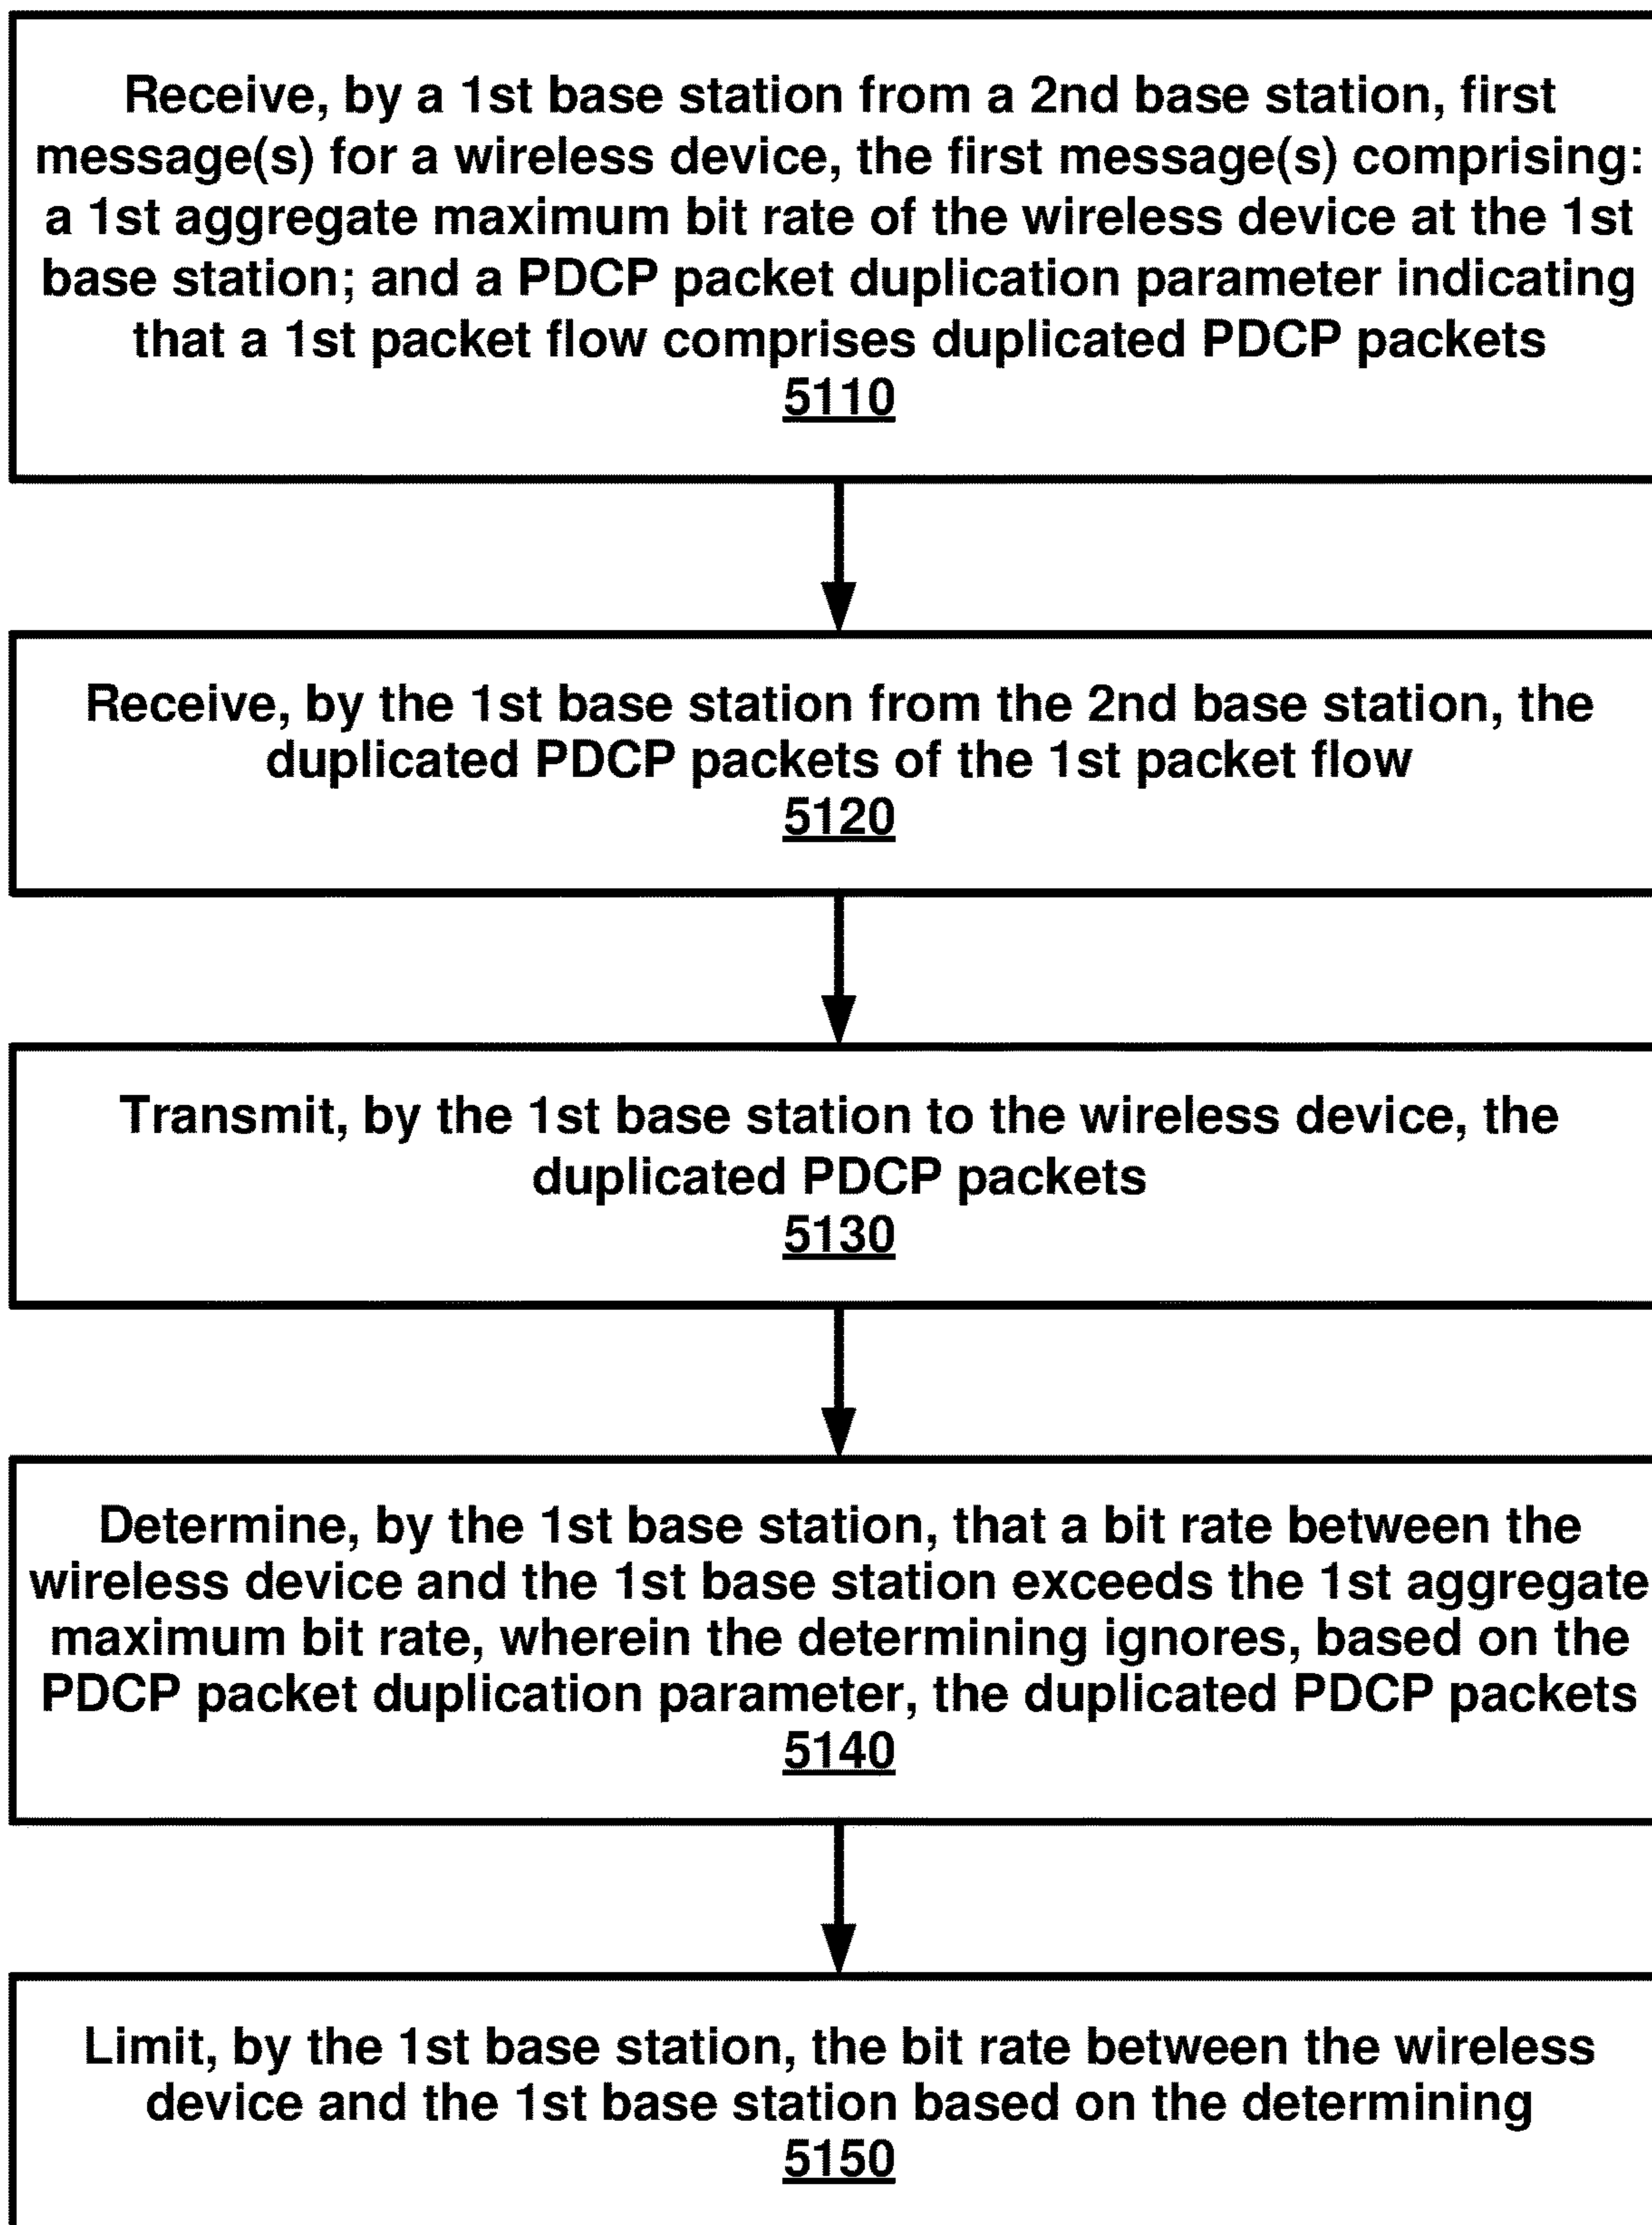 Receive, by a 1st base station from a 2nd base station, first
message(s) for a wireless device, the first message(s) comprising:
a 1st aggregate maximum bit rate of the wireless device at the 1st
base station; and a PDCP packet duplication parameter indicating
that a 1st packet flow comprises duplicated PDCP packets
5110
Receive, by the 1st base station from the 2nd base station, the
duplicated PDCP packets of the 1st packet flow
5120
Transmit, by the 1st base station to the wireless device, the
duplicated PDCP packets
5130
Determine, by the 1st base station, that a bit rate between the
wireless device and the 1st base station exceeds the 1st aggregate
maximum bit rate, wherein the determining ignores, based on the
PDCP packet duplication parameter, the duplicated PDCP packets
5140
Limit, by the 1st base station, the bit rate between the wireless
device and the 1st base station based on the determining
5150